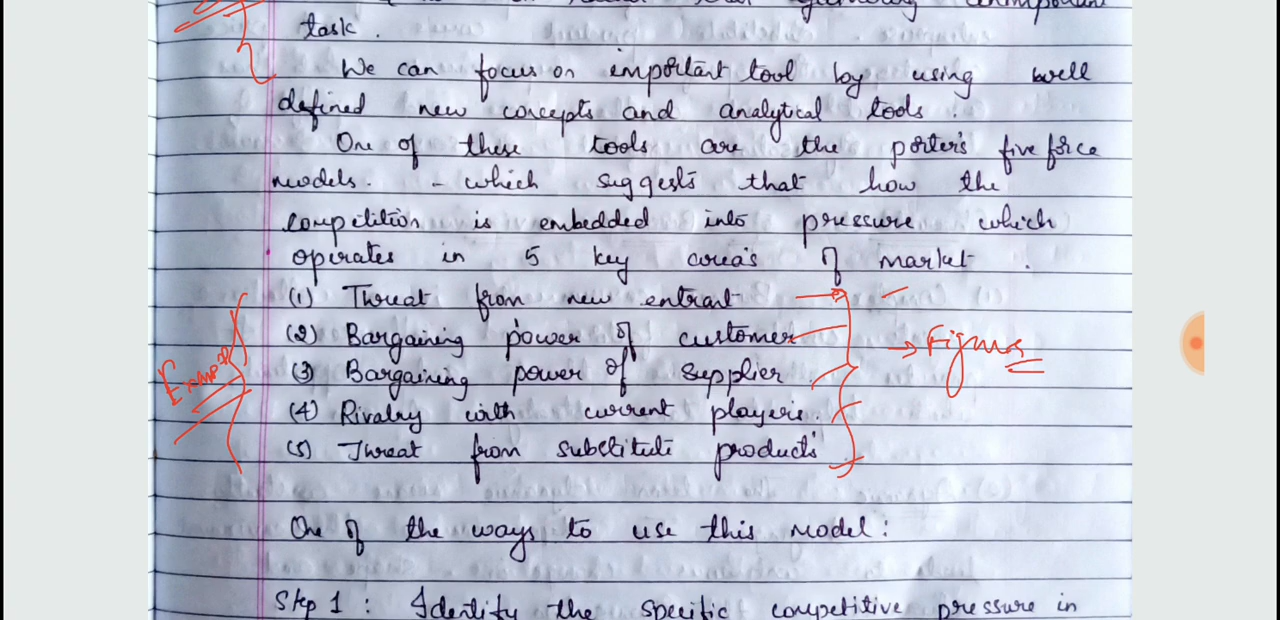 task.
We can focus on important tool by using well
defined new concepts and analytical tools.
One of these tools are the porter's five force
models. - which suggests that how the
competition is embedded into pressure which
operates in 5 key area's of market.
(1) Threat from new entrant
(2) Bargaining power of customer
(3) Bargaining power of supplier
(4) Rivalry with current players.
(5) Threat from substitute products
Example
→ Figure
One of the ways to use this model:
Step 1: Identify the specific competitive pressure in